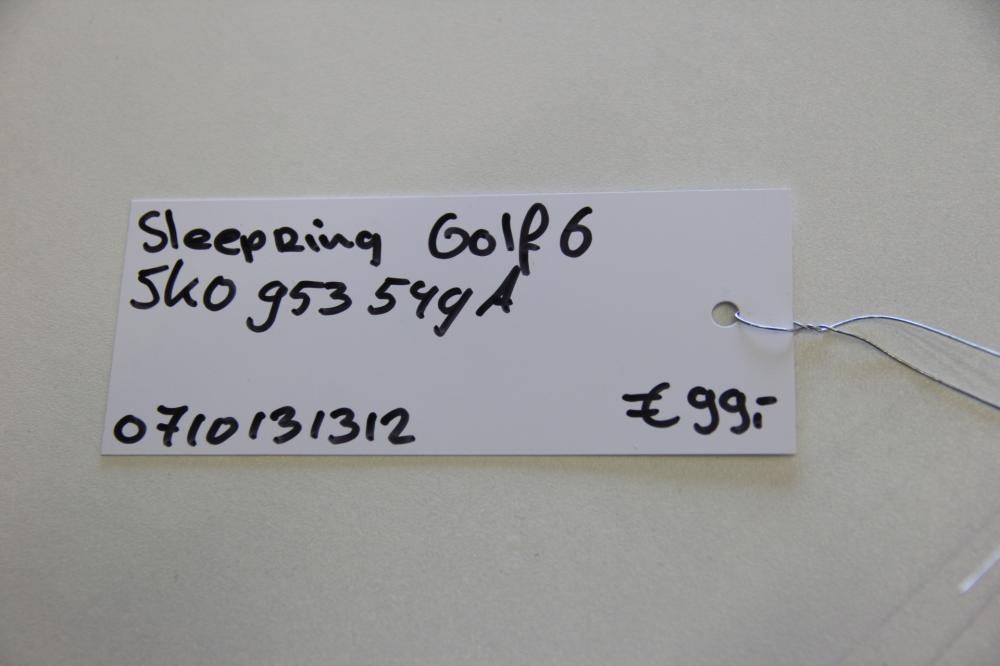 Sleepring Golf 6
5K0 953 549 A
0710131312
€ 99,-